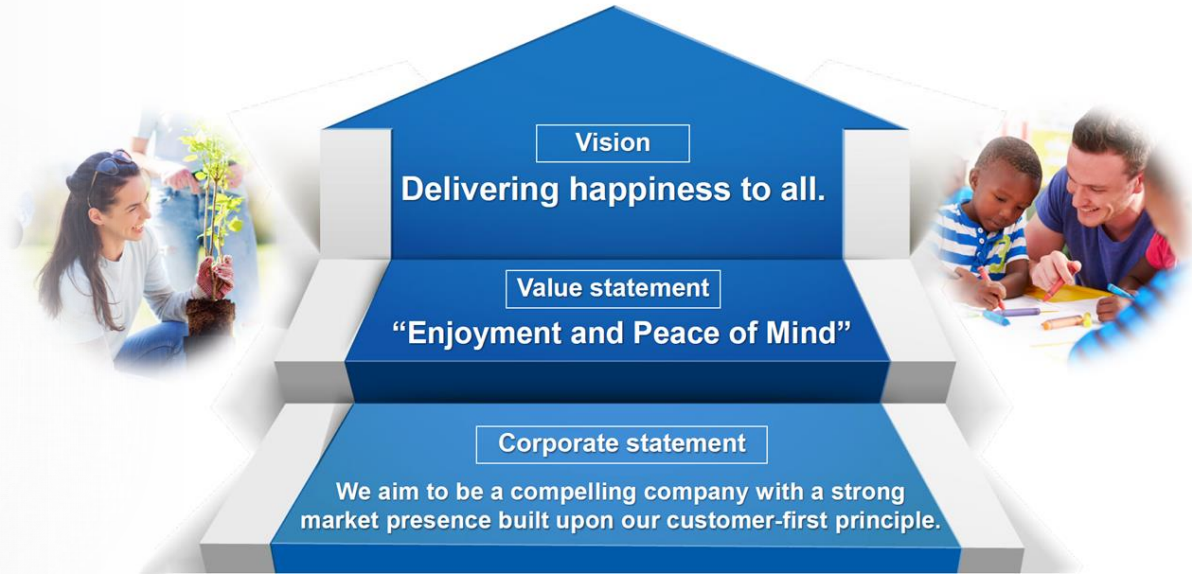 Vision
Delivering happiness to all.
Value statement
“Enjoyment and Peace of Mind”
Corporate statement
We aim to be a compelling company with a strong
market presence built upon our customer-first principle.